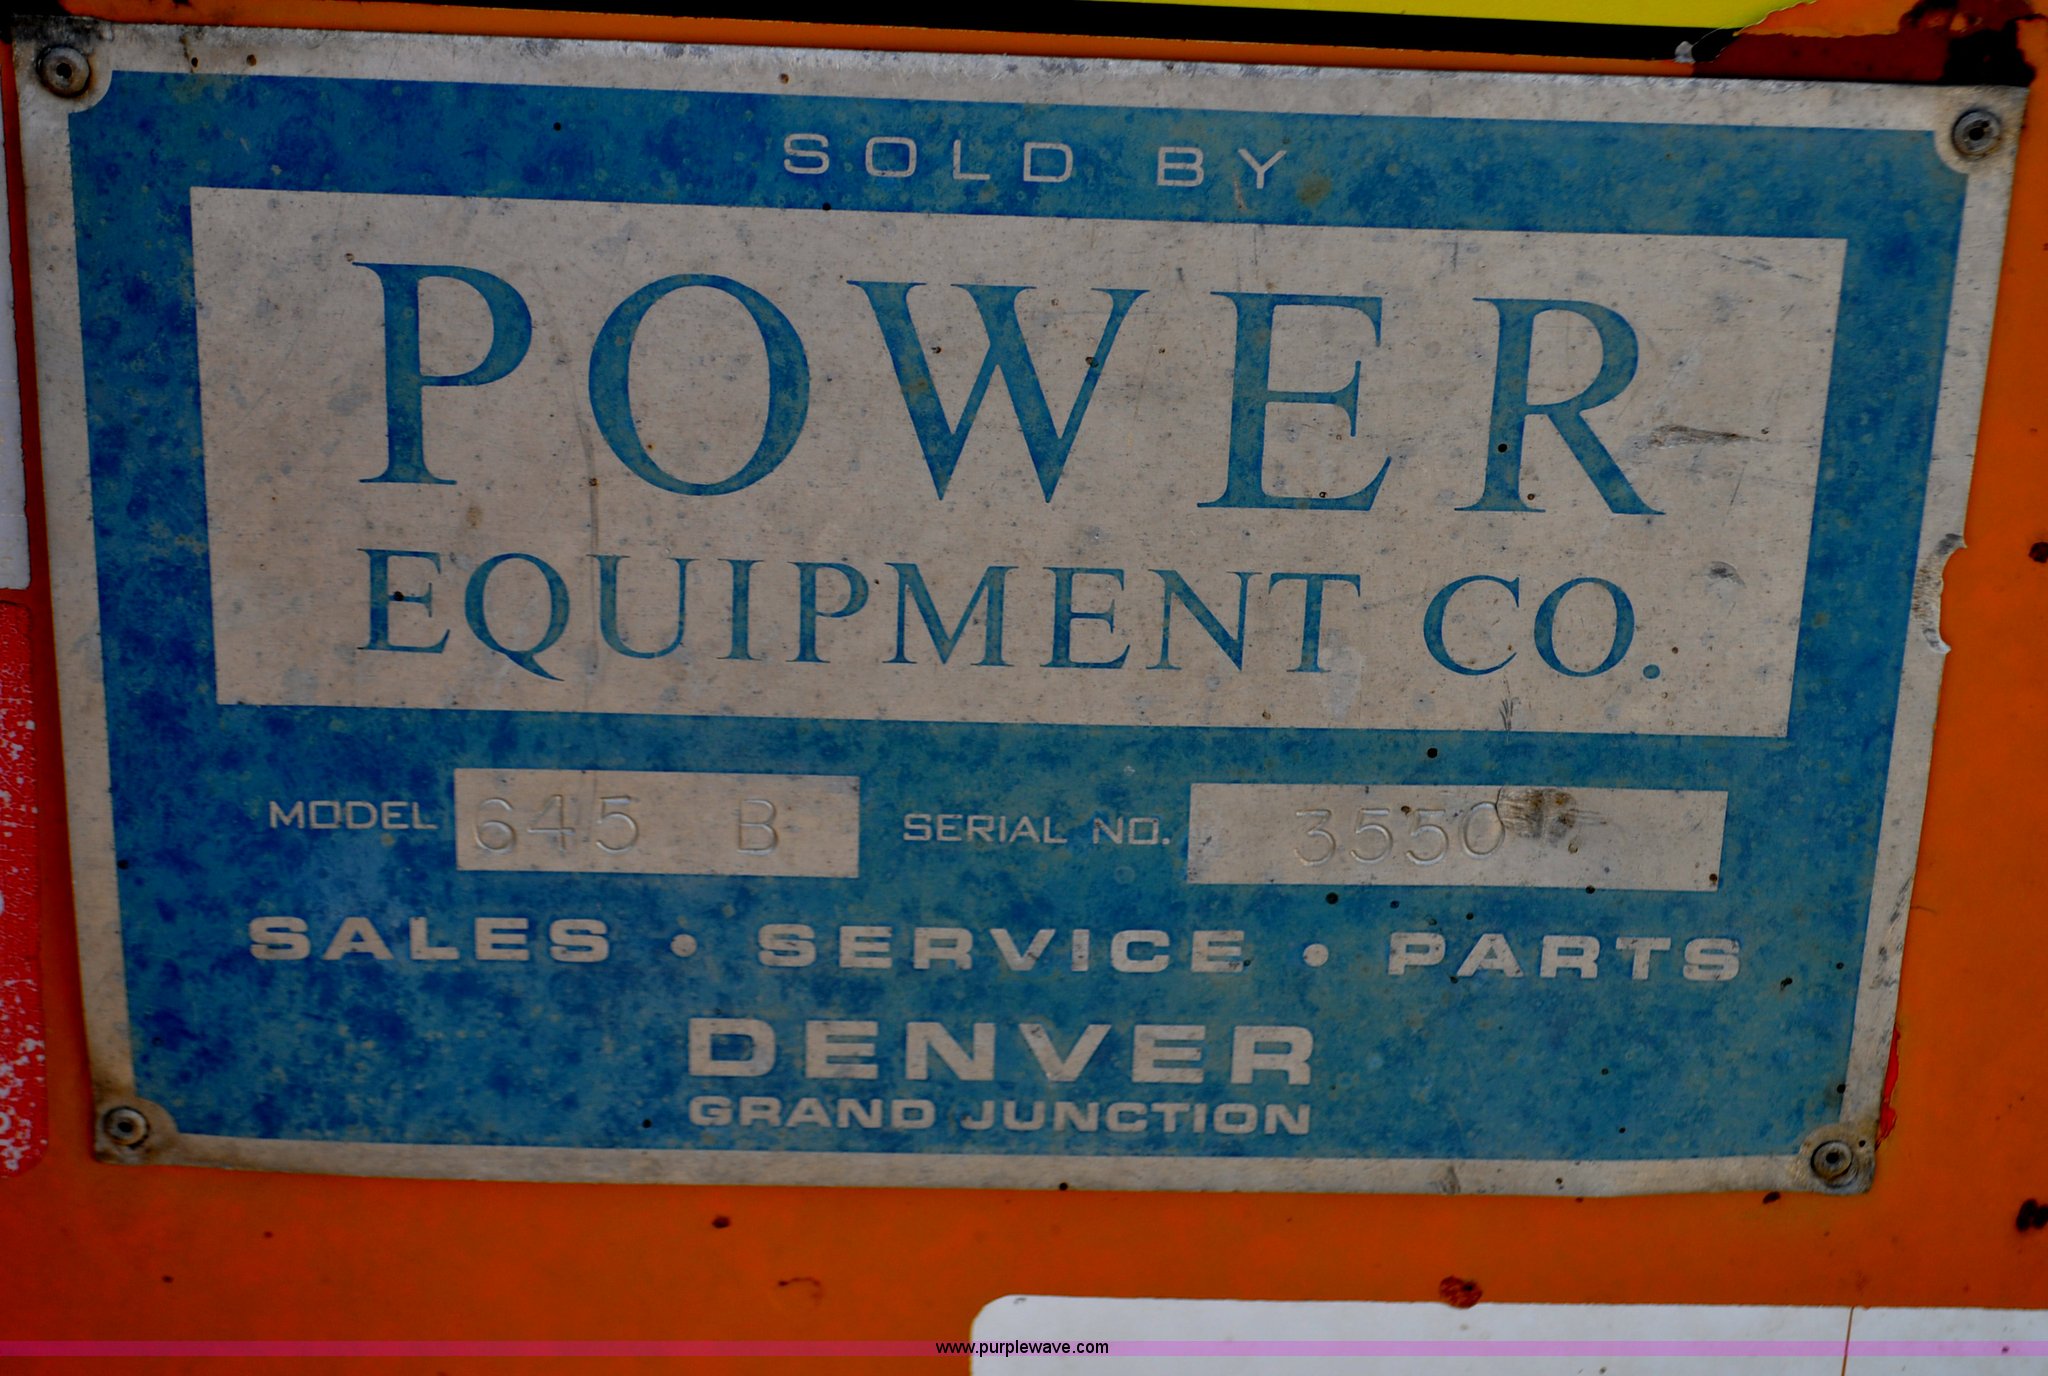 SOLD BY
POWER
EQUIPMENT CO.
MODEL 645 B SERIAL NO. 3550
SALES • SERVICE • PARTS
DENVER
GRAND JUNCTION
www.purplewave.com